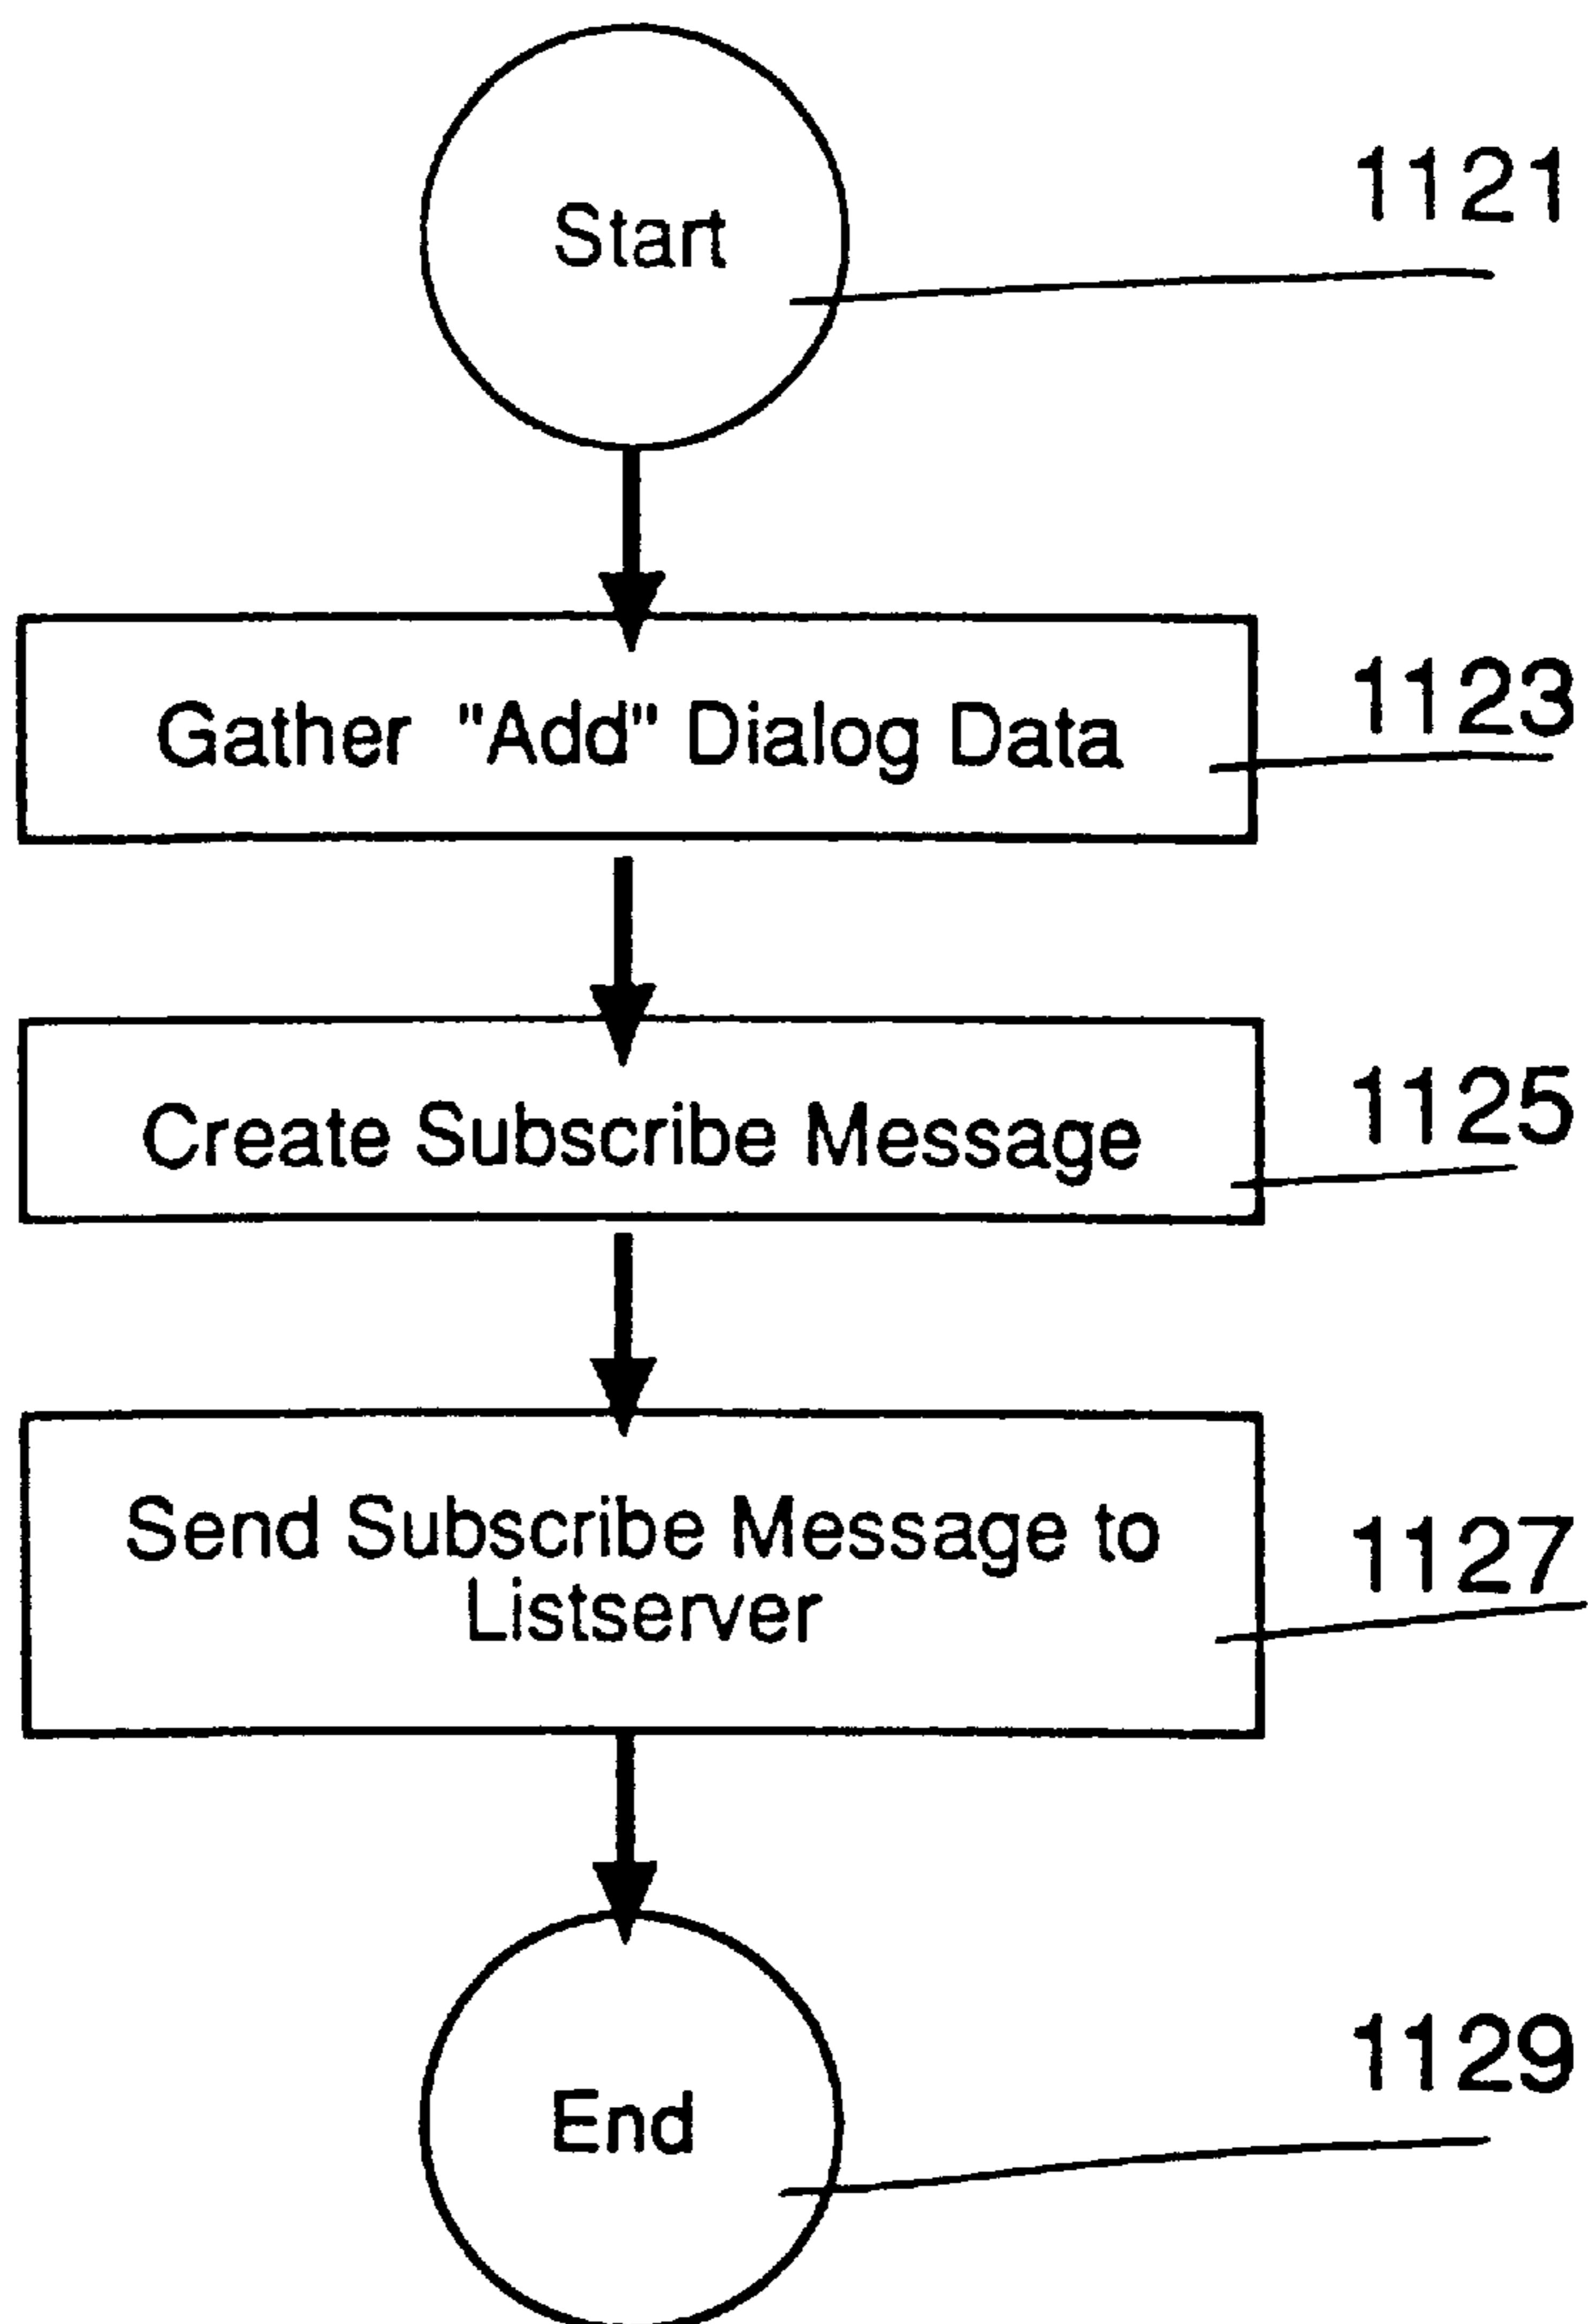 Start
1121
Gather "Add" Dialog Data
1123
Create Subscribe Message
1125
Send Subscribe Message to
Listserver
1127
End
1129